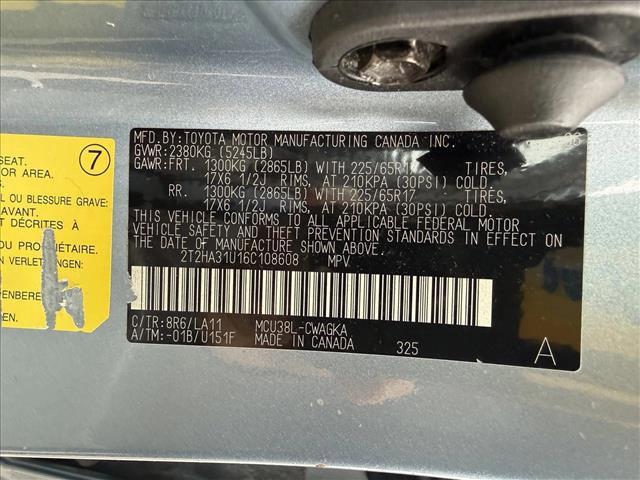 MFD.BY: TOYOTA MOTOR MANUFACTURING CANADA INC.
GVWR: 2380KG (5245LB)
GAWR: FRT. 1300KG (2865LB) WITH 225/65R17 TIRES,
17X6 1/2J RIMS, AT 210KPA (30PSI) COLD.
RR. 1300KG (2865LB) WITH 225/65R17 TIRES,
17X6 1/2J RIMS, AT 210KPA (30PSI) COLD.
THIS VEHICLE CONFORMS TO ALL APPLICABLE FEDERAL MOTOR
VEHICLE SAFETY AND THEFT PREVENTION STANDARDS IN EFFECT ON
THE DATE OF MANUFACTURE SHOWN ABOVE.
2T2HA31U16C108608 MPV
C/TR: 8R6/LA11 MCU38L-CWAGKA
A/TM: -01B/U151F MADE IN CANADA 325 A
7
SEAT.
OR AREA.
L OU BLESSURE GRAVE:
AVANT.
T DÉCRITES À
U PROPRIÉTAIRE.
EN VERLETZUNGEN.